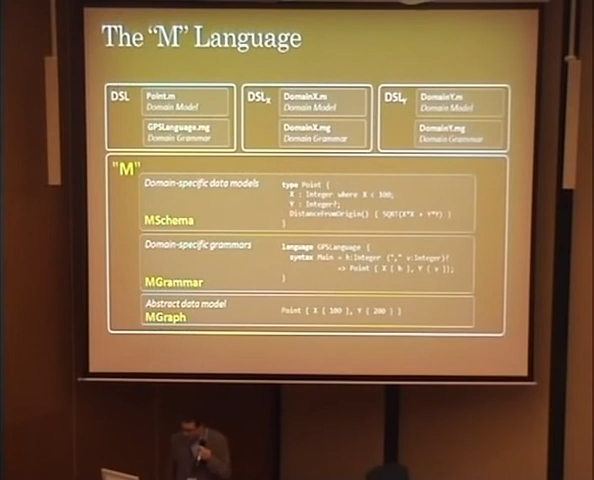 The "M" Language
DSL
Point.m
Domain Model
GPSLanguage.mg
Domain Grammar
DSLX
DomainX.m
Domain Model
DomainX.mg
Domain Grammar
DSLY
DomainY.m
Domain Model
DomainY.mg
Domain Grammar
"M"
Domain-specific data models
MSchema
type Point {
X : Integer where X < 100;
Y : Integer?;
DistanceFromOrigin() { SQRT(X*X + Y*Y) }
}
Domain-specific grammars
MGrammar
language GPSLanguage {
syntax Main = h:Integer ("," v:Integer)?
=> Point { X { h }, Y { v }};
}
Abstract data model
MGraph
Point { X { 100 }, Y { 200 } }